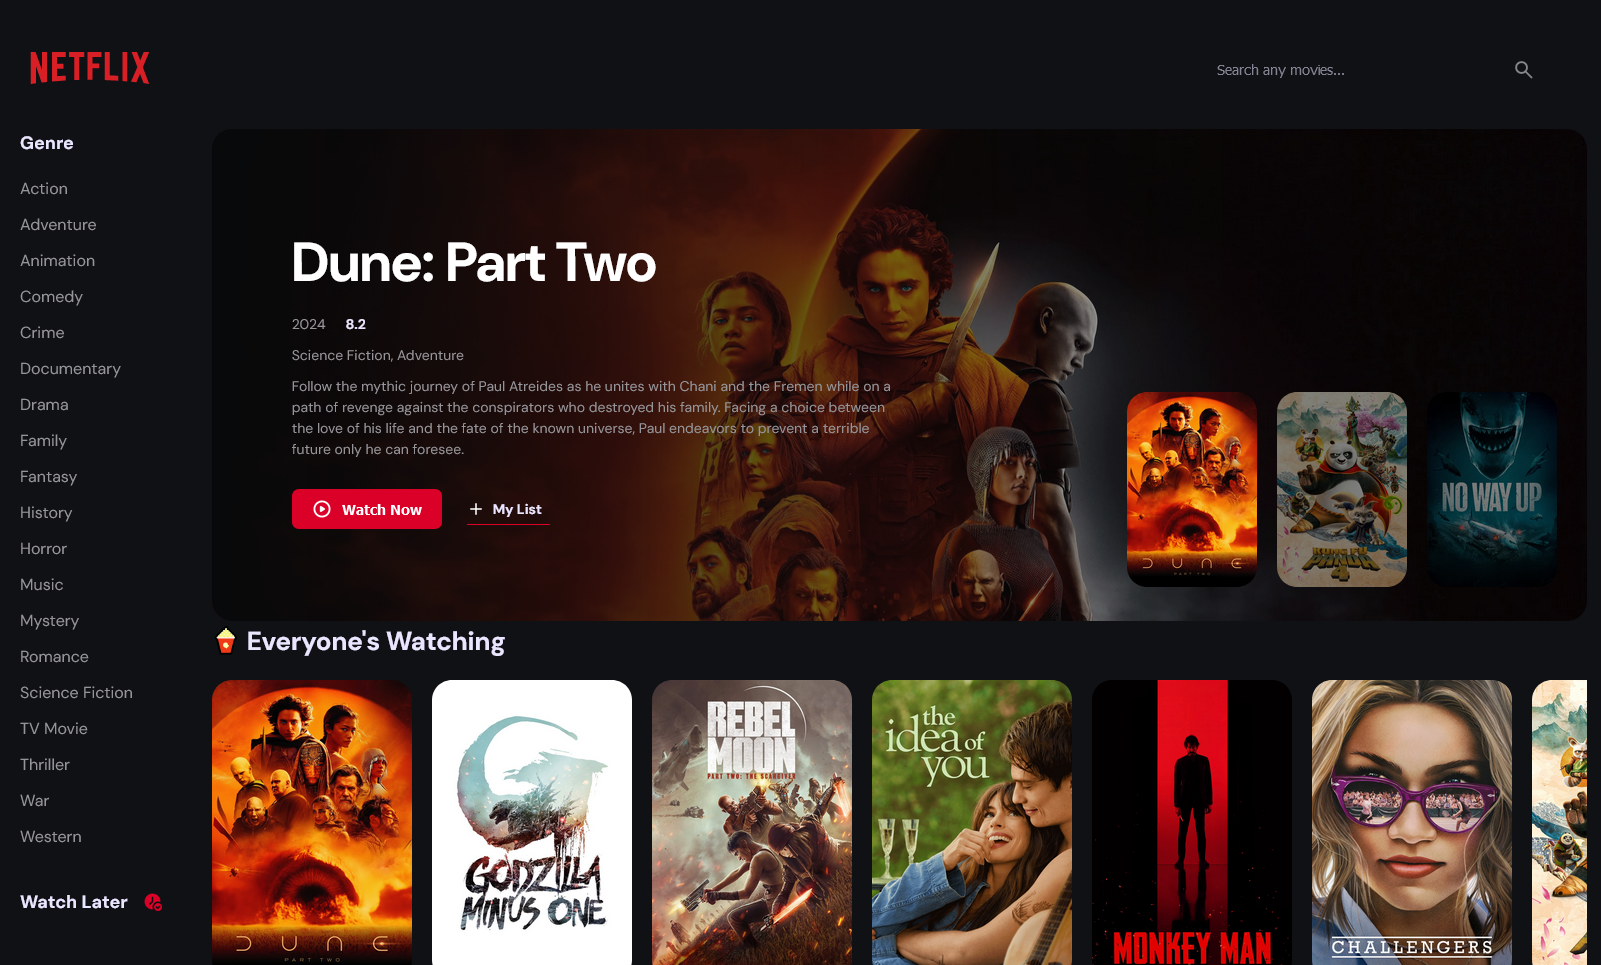 NETFLIX
Search any movies...
Genre
Action
Adventure
Animation
Comedy
Crime
Documentary
Drama
Family
Fantasy
History
Horror
Music
Mystery
Romance
Science Fiction
TV Movie
Thriller
War
Western
Watch Later
Dune: Part Two
2024 8.2
Science Fiction, Adventure
Follow the mythic journey of Paul Atreides as he unites with Chani and the Fremen while on a
path of revenge against the conspirators who destroyed his family. Facing a choice between
the love of his life and the fate of the known universe, Paul endeavors to prevent a terrible
future only he can foresee.
Watch Now
My List
DUNE
PART TWO
KUNG FU
PANDA
4
NO WAY UP
Everyone's Watching
DUNE
PART TWO
GODZILLA
MINUS ONE
REBEL
MOON
PART TWO: THE SCARGIVER
the
idea of
you
MONKEY MAN
CHALLENGERS